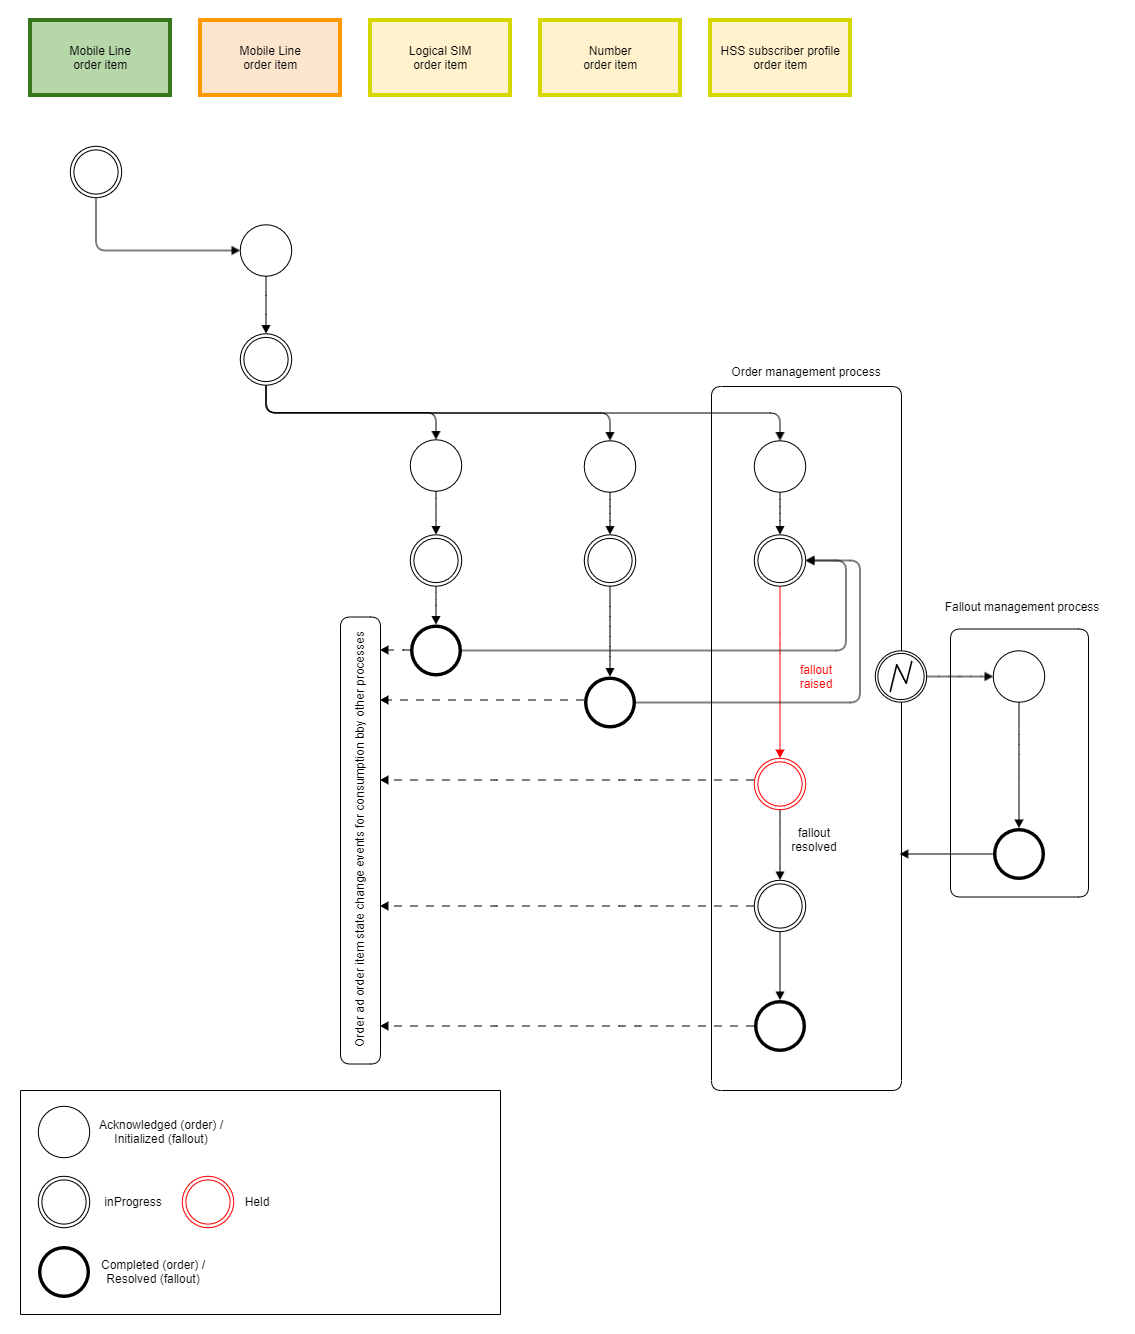 Mobile Line
order item
Mobile Line
order item
Logical SIM
order item
Number
order item
HSS subscriber profile
order item
Order management process
Fallout management process
fallout
raised
fallout
resolved
Order ad order item state change events for consumption bby other processes
Acknowledged (order) /
Initialized (fallout)
inProgress
Held
Completed (order) /
Resolved (fallout)